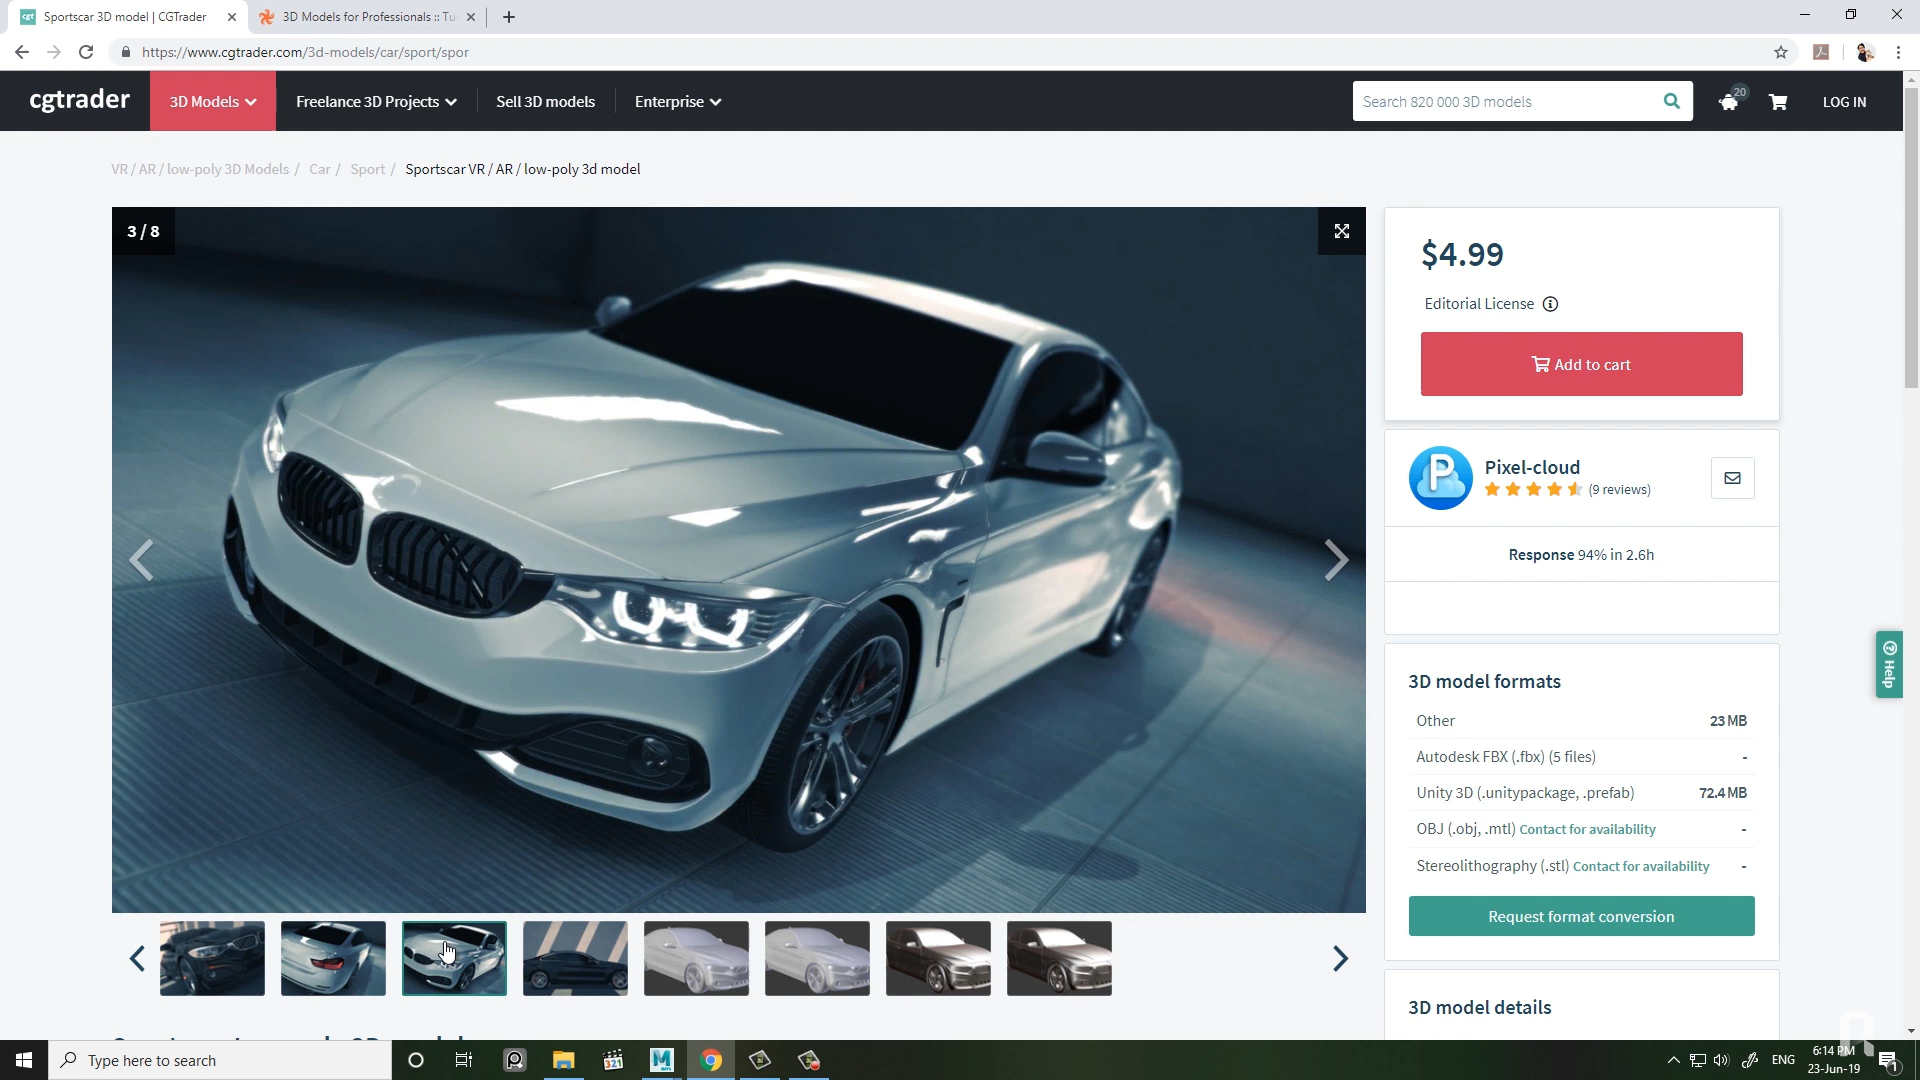 Sportscar 3D model | CGTrader
3D Models for Professionals :: Tu
https://www.cgtrader.com/3d-models/car/sport/spor
cgtrader
3D Models
Freelance 3D Projects
Sell 3D models
Enterprise
Search 820 000 3D models
20
LOG IN
VR / AR / low-poly 3D Models / Car / Sport / Sportscar VR / AR / low-poly 3d model
3 / 8
$4.99
Editorial License
Add to cart
P
Pixel-cloud
(9 reviews)
Response 94% in 2.6h
Help
3D model formats
Other 23 MB
Autodesk FBX (.fbx) (5 files) -
Unity 3D (.unitypackage, .prefab) 72.4 MB
OBJ (.obj, .mtl) Contact for availability -
Stereolithography (.stl) Contact for availability -
Request format conversion
3D model details
Type here to search
321
M
ENG
6:14 PM
23-Jun-19
1